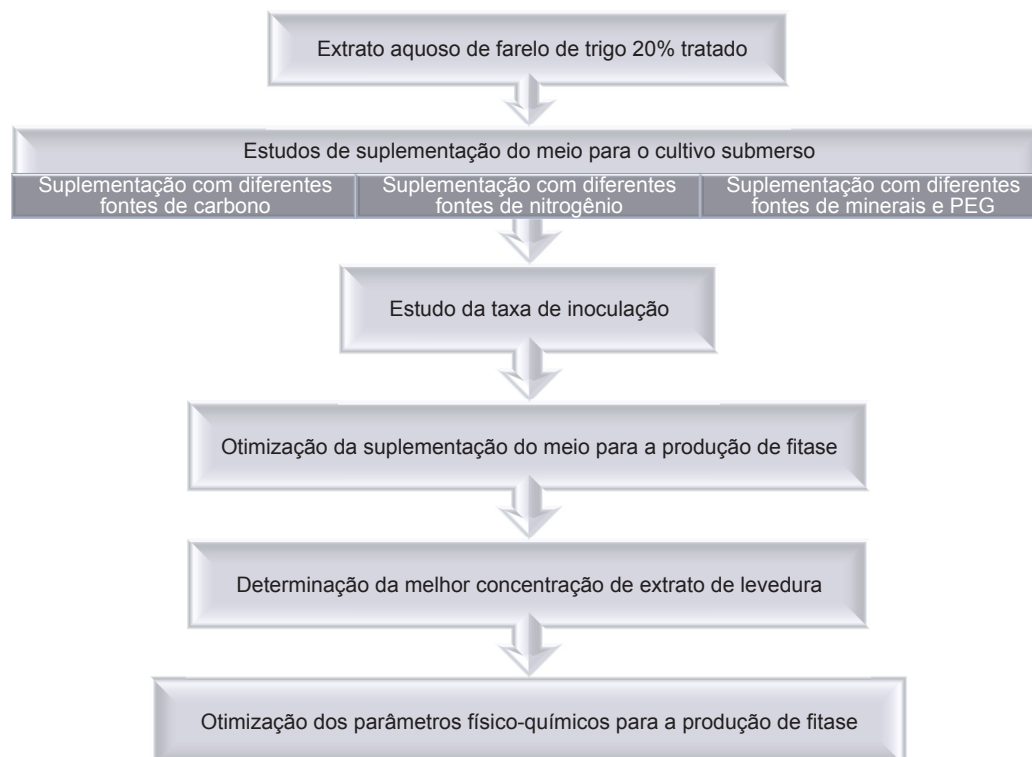 Extrato aquoso de farelo de trigo 20% tratado
Estudos de suplementação do meio para o cultivo submerso
Suplementação com diferentes
fontes de carbono
Suplementação com diferentes
fontes de nitrogênio
Suplementação com diferentes
fontes de minerais e PEG
Estudo da taxa de inoculação
Otimização da suplementação do meio para a produção de fitase
Determinação da melhor concentração de extrato de levedura
Otimização dos parâmetros físico-químicos para a produção de fitase